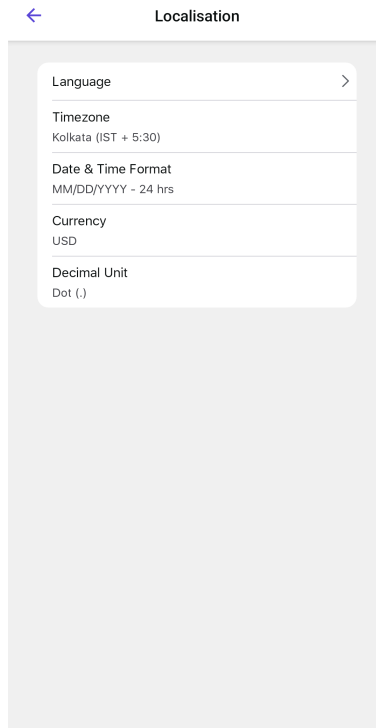 Localisation
Language
Timezone
Kolkata (IST + 5:30)
Date & Time Format
MM/DD/YYYY - 24 hrs
Currency
USD
Decimal Unit
Dot (.)